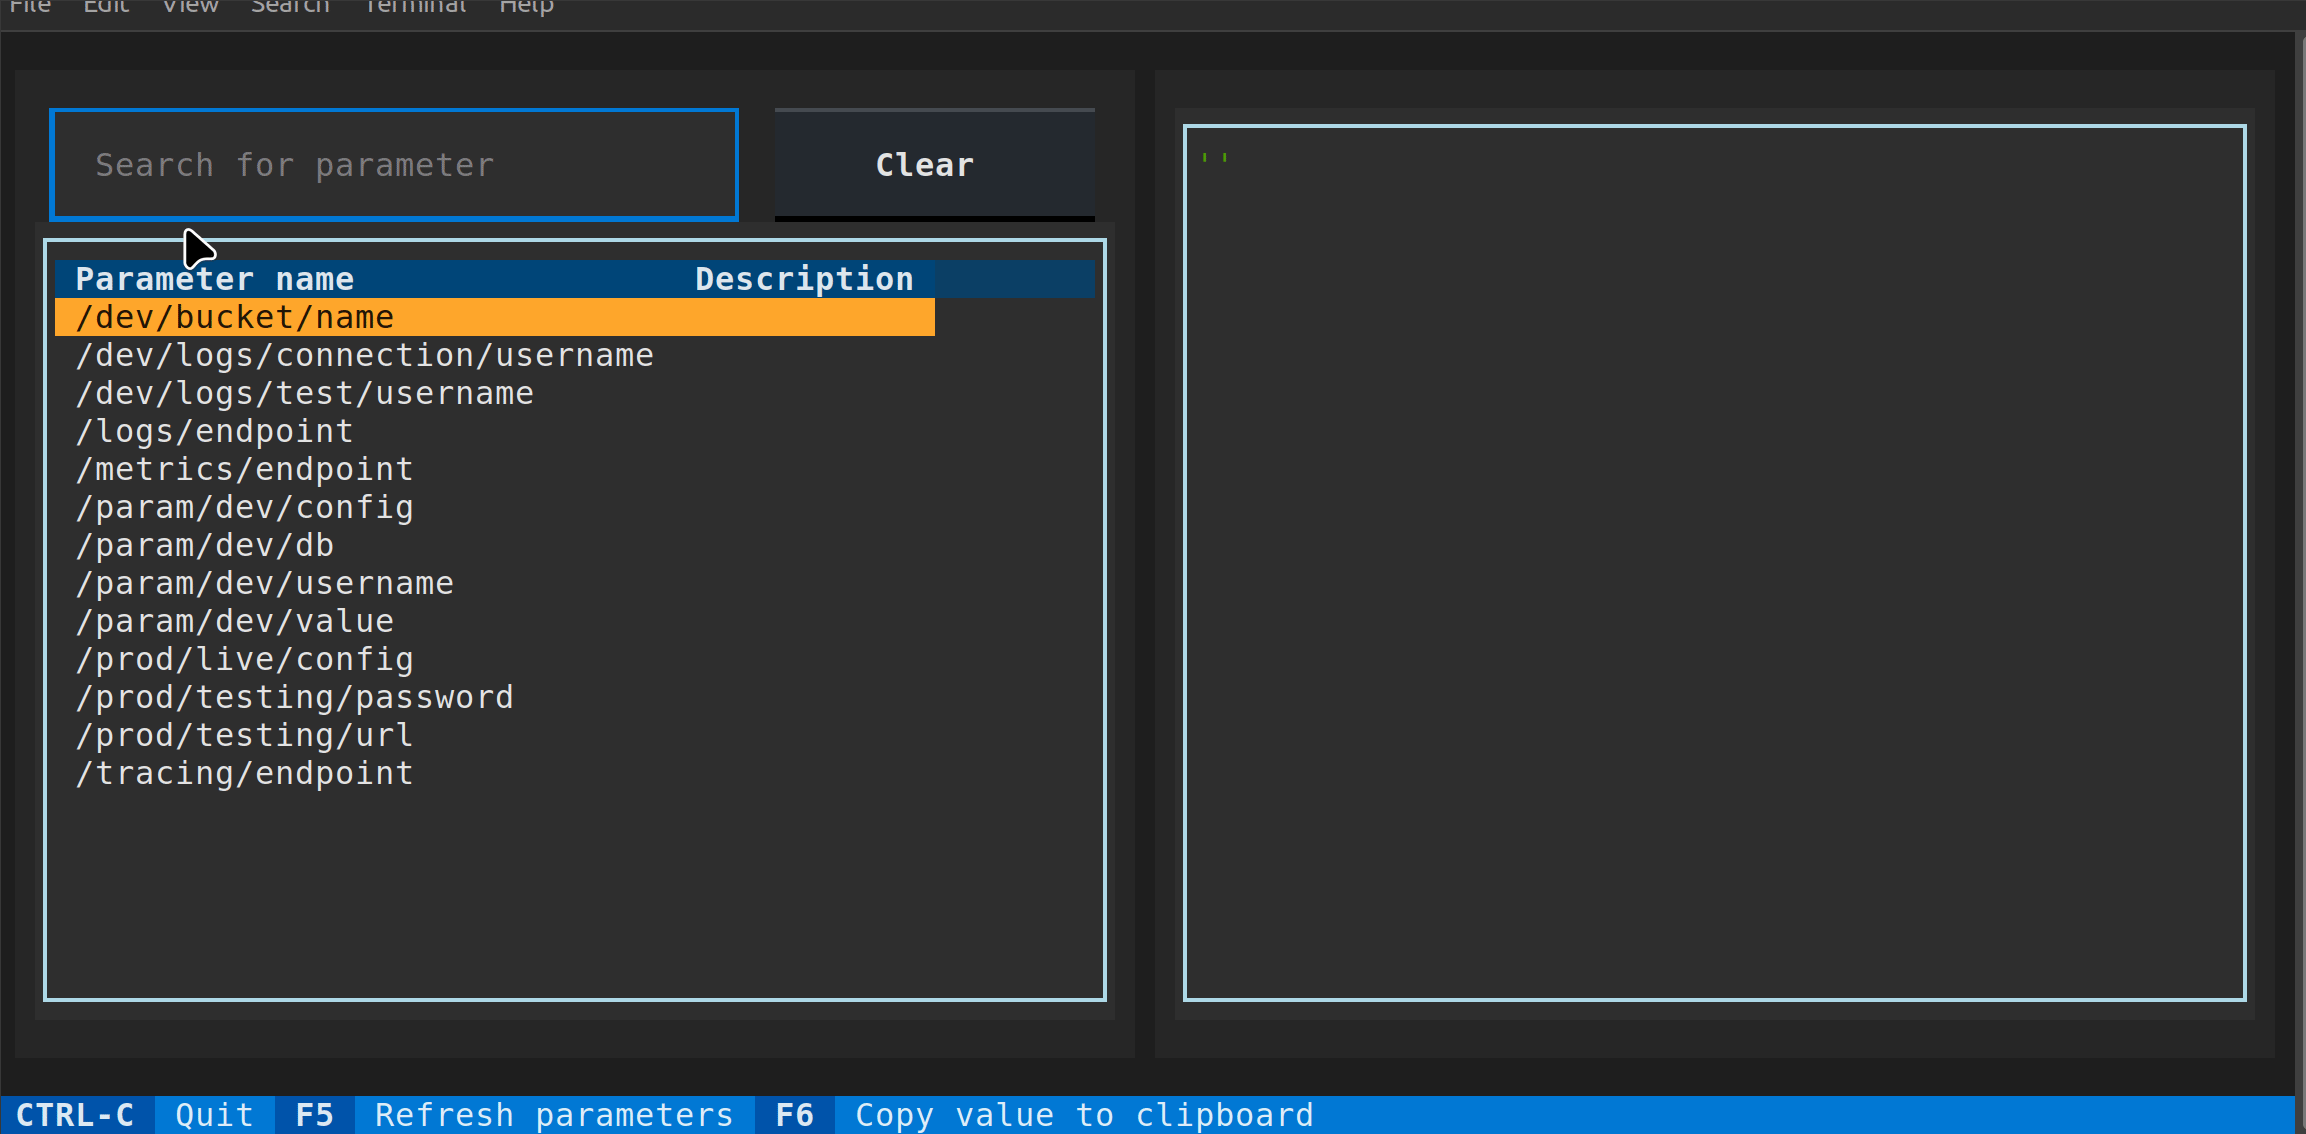 File Edit View Search Terminal Help
Search for parameter
Clear
''
Parameter name Description
/dev/bucket/name
/dev/logs/connection/username
/dev/logs/test/username
/logs/endpoint
/metrics/endpoint
/param/dev/config
/param/dev/db
/param/dev/username
/param/dev/value
/prod/live/config
/prod/testing/password
/prod/testing/url
/tracing/endpoint
CTRL-C Quit F5 Refresh parameters F6 Copy value to clipboard